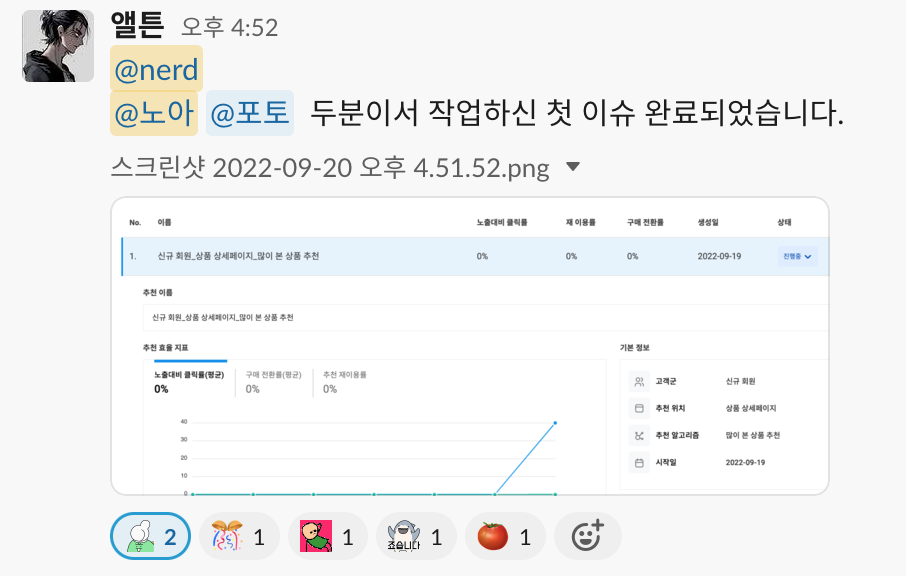 앨튼 오후 4:52
@nerd
@노아 @포토 두분이서 작업하신 첫 이슈 완료되었습니다.
스크린샷 2022-09-20 오후 4.51.52.png
No. 이름 노출대비 클릭률 재 이용률 구매 전환률 생성일 상태
1. 신규 회원_상품 상세페이지_많이 본 상품 추천 0% 0% 0% 2022-09-19 진행중
추천 이름
신규 회원_상품 상세페이지_많이 본 상품 추천
추천 효율 지표
노출대비 클릭률(평균) 구매 전환률(평균) 추천 재이용률
0% 0% 0%
40
30
20
10
0
기본 정보
고객군 신규 회원
추천 위치 상품 상세페이지
추천 알고리즘 많이 본 상품 추천
시작일 2022-09-19
2 1 1 죠습니다 1 1